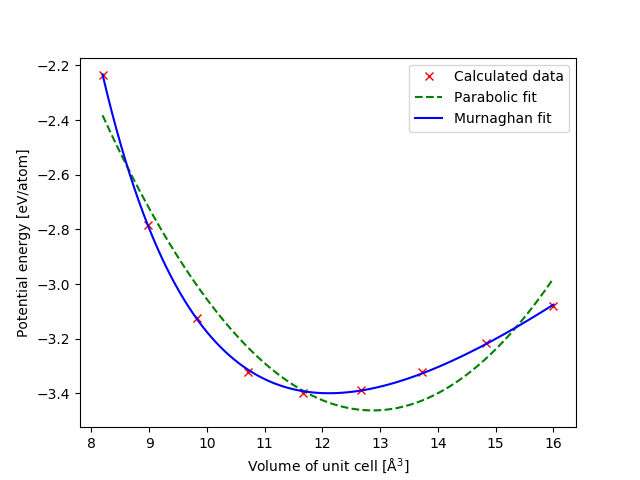 Calculated data
Parabolic fit
Murnaghan fit
Potential energy [eV/atom]
−2.2
−2.4
−2.6
−2.8
−3.0
−3.2
−3.4
8 9 10 11 12 13 14 15 16
Volume of unit cell [Å³]